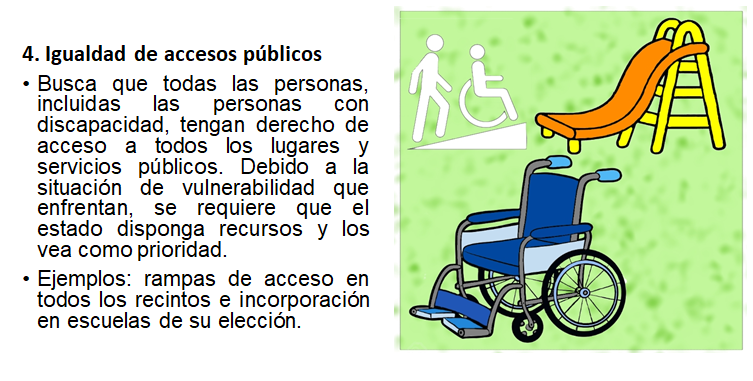 4. Igualdad de accesos públicos
• Busca que todas las personas,
incluidas las personas con
discapacidad, tengan derecho de
acceso a todos los lugares y
servicios públicos. Debido a la
situación de vulnerabilidad que
enfrentan, se requiere que el
estado disponga recursos y los
vea como prioridad.
• Ejemplos: rampas de acceso en
todos los recintos e incorporación
en escuelas de su elección.